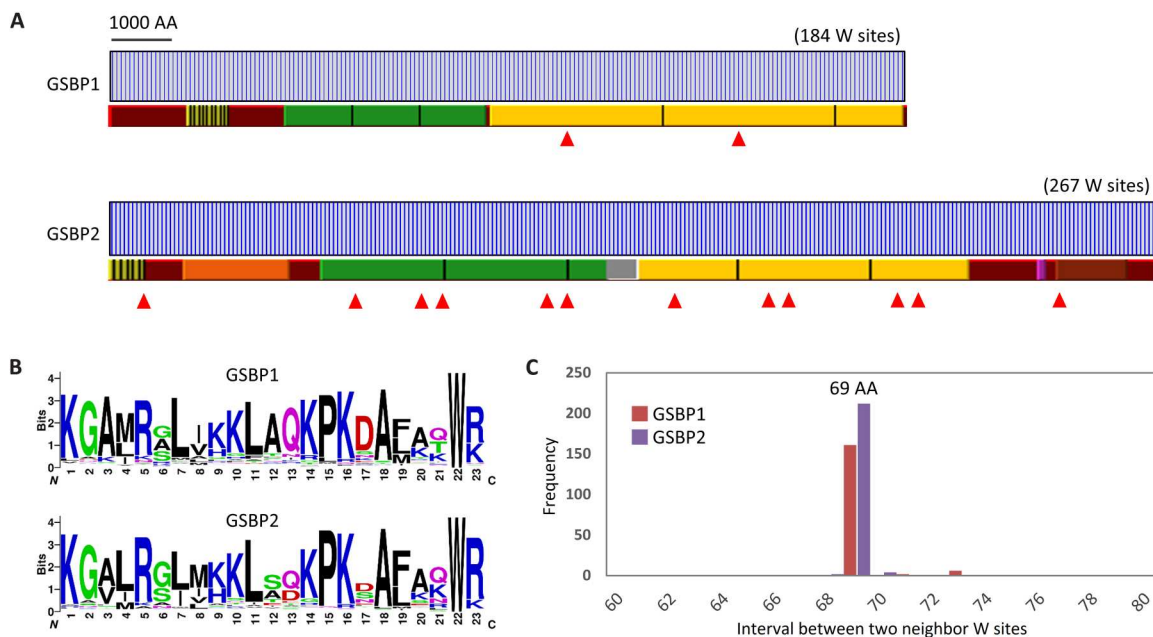 A
1000 AA
(184 W sites)
GSBP1
(267 W sites)
GSBP2
B
GSBP1
Bits
4
3
2
1
0
KGAMRGLIKKLAQKPKDAFAQWR
1 2 3 4 5 6 7 8 9 10 11 12 13 14 15 16 17 18 19 20 21 22 23
N C
GSBP2
Bits
4
3
2
1
0
KGALRGLMKKLSQKPKDAFAQWR
1 2 3 4 5 6 7 8 9 10 11 12 13 14 15 16 17 18 19 20 21 22 23
N C
C
69 AA
GSBP1
GSBP2
Frequency
250
200
150
100
50
0
60 62 64 66 68 70 72 74 76 78 80
Interval between two neighbor W sites